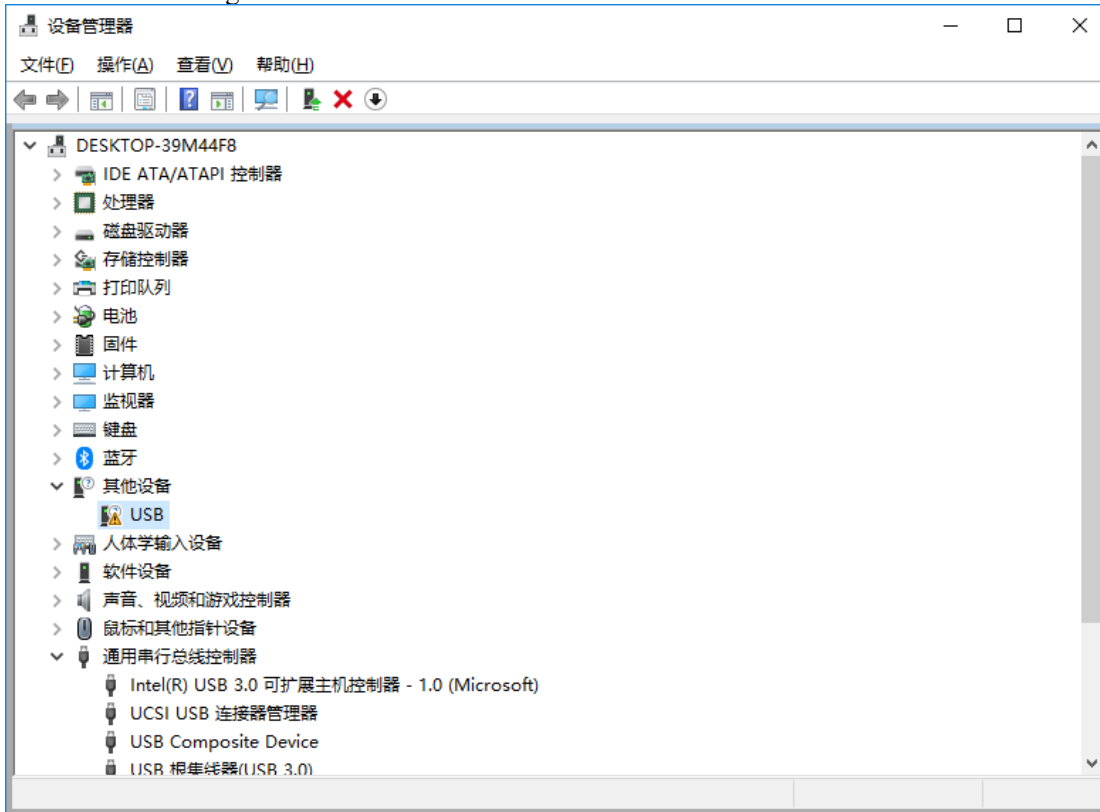 设备管理器
文件(F) 操作(A) 查看(V) 帮助(H)
DESKTOP-39M44F8
IDE ATA/ATAPI 控制器
处理器
磁盘驱动器
存储控制器
打印队列
电池
固件
计算机
监视器
键盘
蓝牙
其他设备
USB
人体学输入设备
软件设备
声音、视频和游戏控制器
鼠标和其他指针设备
通用串行总线控制器
Intel(R) USB 3.0 可扩展主机控制器 - 1.0 (Microsoft)
UCSI USB 连接器管理器
USB Composite Device
USB 根集线器(USB 3.0)